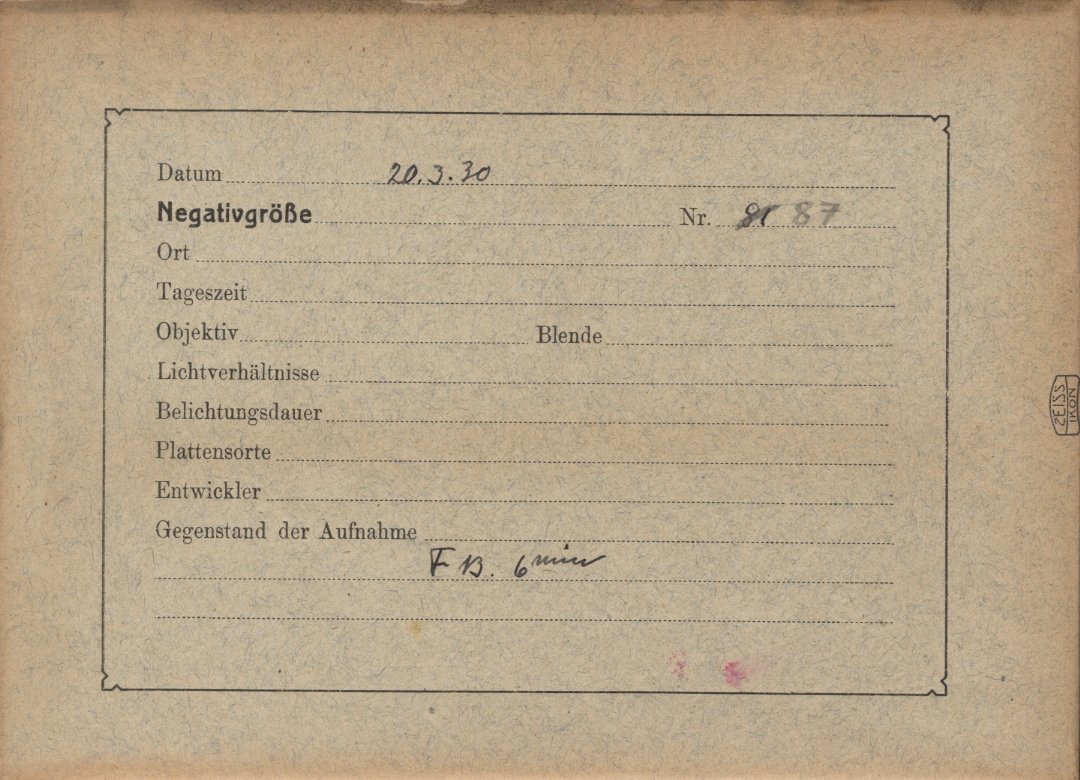 Datum 20.3.30
Negativgröße Nr. 87
Ort
Tageszeit
Objektiv Blende
Lichtverhältnisse
Belichtungsdauer
Plattensorte
Entwickler
Gegenstand der Aufnahme
F B. 6 min
ZEISS
IKON